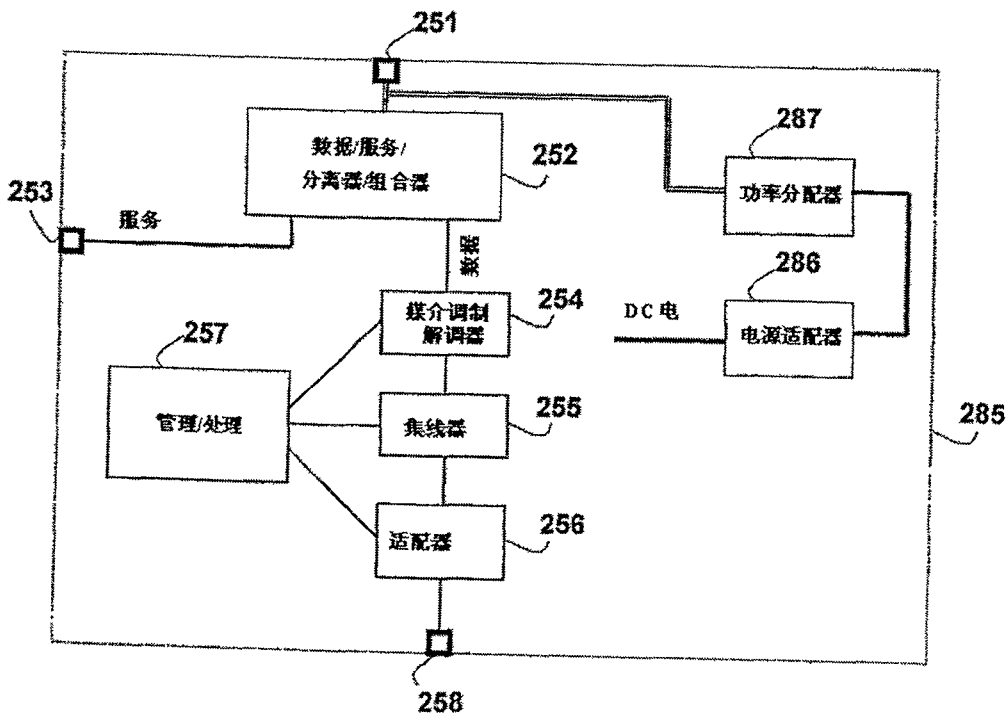 251
287
数据/服务/
分离器/组合器
252
253
服务
功率分配器
数据
286
254
DC 电
媒介调制
解调器
电源适配器
257
255
管理/处理
集线器
285
256
适配器
258